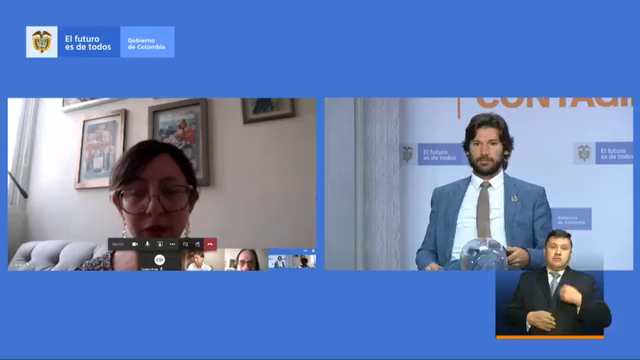 El futuro
es de todos
Gobierno
de Colombia
CONTAGI
El futuro
es de todos
El futuro
es de todos
Gobierno
de Colombia
EW